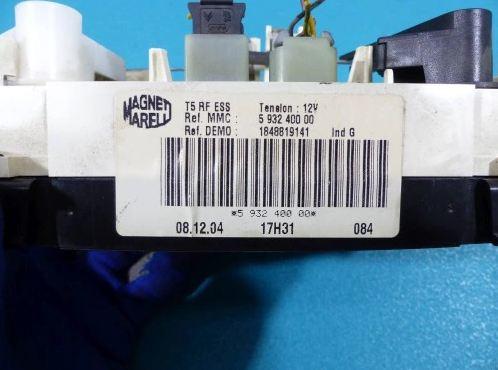 MAGNETI
MARELLI
T5 RF ESS Tension : 12V
Ref. MMC : 5 932 400 00
Ref. DEMO : 1848819141 Ind G
*5 932 400 00*
08.12.04 17H31 084